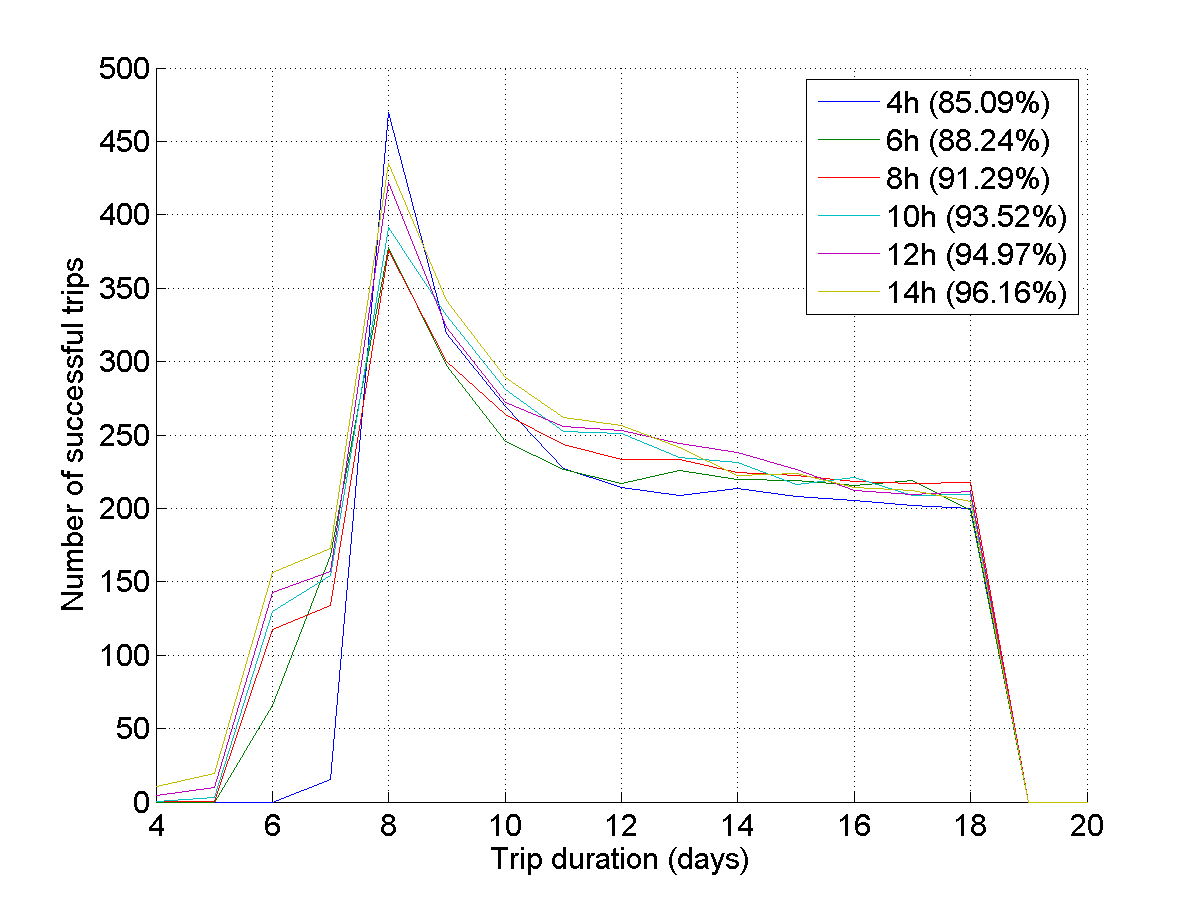 500
450
400
350
300
250
200
150
100
50
0
4 6 8 10 12 14 16 18 20
Number of successful trips
Trip duration (days)
4h (85.09%)
6h (88.24%)
8h (91.29%)
10h (93.52%)
12h (94.97%)
14h (96.16%)